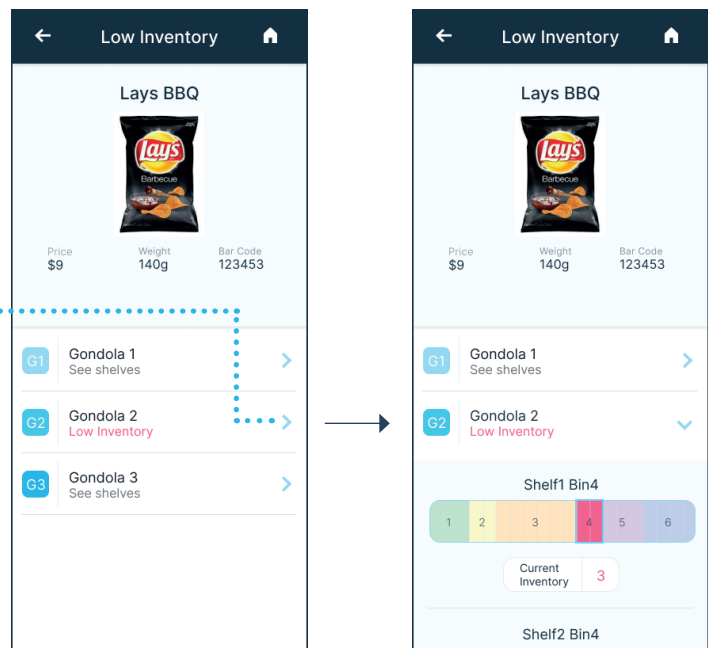 Low Inventory
Lays BBQ
Lay's
Barbecue
Price
Weight
Bar Code
$9
140g
123453
G1
Gondola 1
See shelves
G2
Gondola 2
Low Inventory
G3
Gondola 3
See shelves
Low Inventory
Lays BBQ
Lay's
Barbecue
Price
Weight
Bar Code
$9
140g
123453
G1
Gondola 1
See shelves
G2
Gondola 2
Low Inventory
Shelf1 Bin4
1 2 3 4 5 6
Current
Inventory
3
Shelf2 Bin4